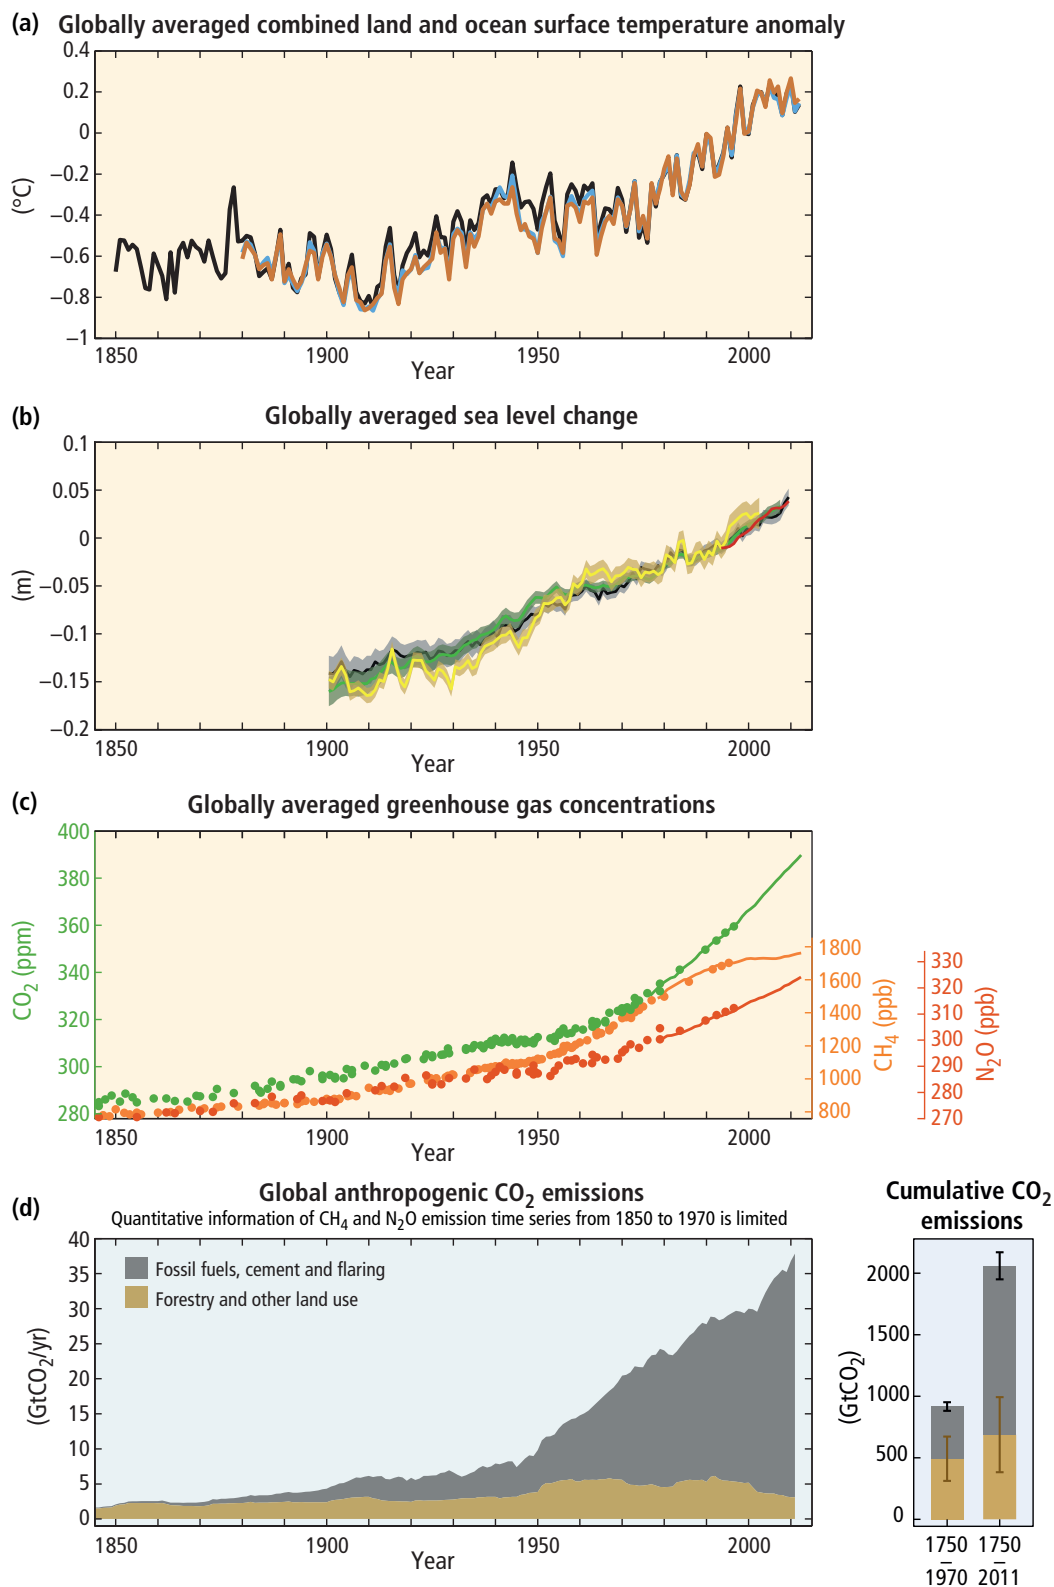 (a) Globally averaged combined land and ocean surface temperature anomaly
0.4
0.2
0
−0.2
−0.4
−0.6
−0.8
−1
(°C)
1850 1900 1950 2000
Year
(b) Globally averaged sea level change
0.1
0.05
0
−0.05
−0.1
−0.15
−0.2
(m)
1850 1900 1950 2000
Year
(c) Globally averaged greenhouse gas concentrations
400
380
360
340
320
300
280
CO₂ (ppm)
1800
1600
1400
1200
1000
800
CH₄ (ppb)
330
320
310
300
290
280
270
N₂O (ppb)
1850 1900 1950 2000
Year
(d) Global anthropogenic CO₂ emissions
Quantitative information of CH₄ and N₂O emission time series from 1850 to 1970 is limited
40
35
30
25
20
15
10
5
0
(GtCO₂/yr)
Fossil fuels, cement and flaring
Forestry and other land use
1850 1900 1950 2000
Year
Cumulative CO₂
emissions
2000
1500
1000
500
0
(GtCO₂)
1750 1750
– –
1970 2011